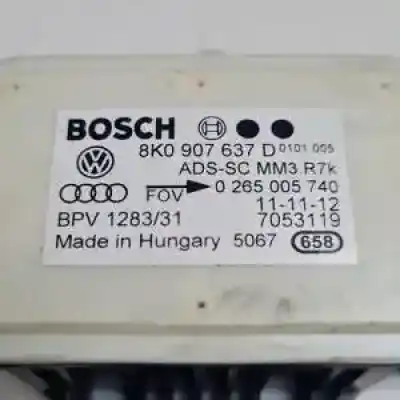 BOSCH
8K0 907 637 D 0101 005
ADS-SC MM3 R7k
FOV 0 265 005 740
11-11-12
BPV 1283/31 7053119
Made in Hungary 5067 658